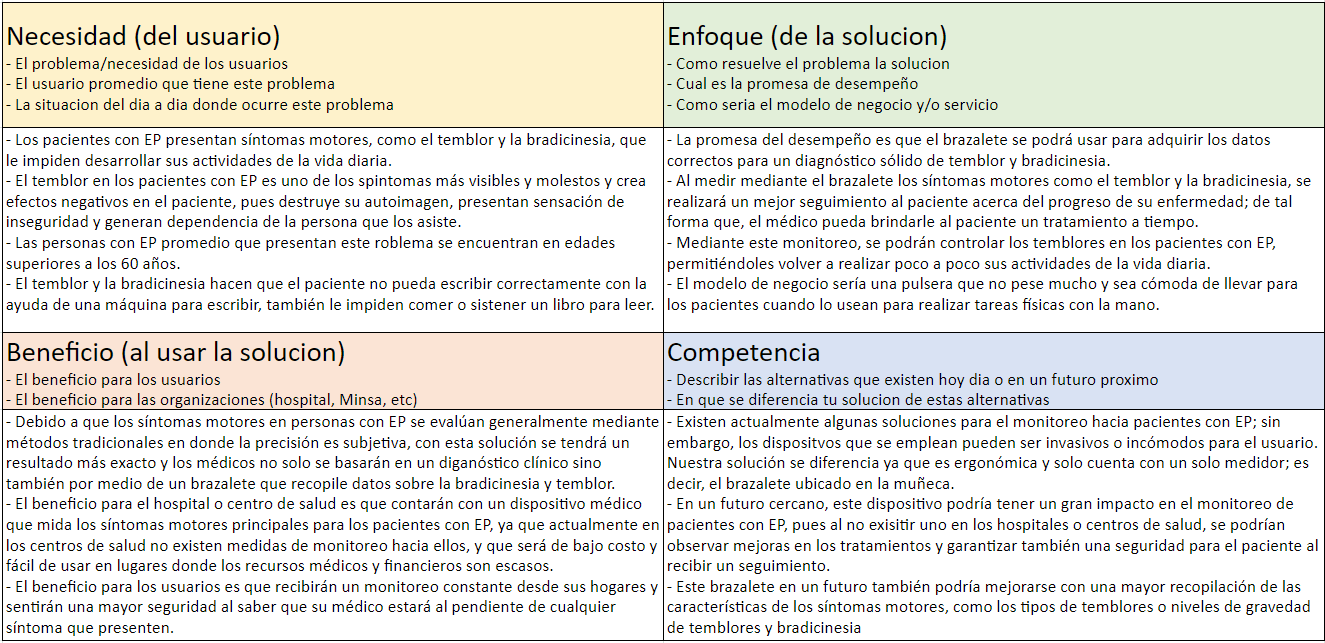 Necesidad (del usuario)
- El problema/necesidad de los usuarios
- El usuario promedio que tiene este problema
- La situacion del dia a dia donde ocurre este problema
Enfoque (de la solucion)
- Como resuelve el problema la solucion
- Cual es la promesa de desempeño
- Como seria el modelo de negocio y/o servicio
- Los pacientes con EP presentan síntomas motores, como el temblor y la bradicinesia, que
le impiden desarrollar sus actividades de la vida diaria.
- El temblor en los pacientes con EP es uno de los spintomas más visibles y molestos y crea
efectos negativos en el paciente, pues destruye su autoimagen, presentan sensación de
inseguridad y generan dependencia de la persona que los asiste.
- Las personas con EP promedio que presentan este roblema se encuentran en edades
superiores a los 60 años.
- El temblor y la bradicinesia hacen que el paciente no pueda escribir correctamente con la
ayuda de una máquina para escribir, también le impiden comer o sistener un libro para leer.
- La promesa del desempeño es que el brazalete se podrá usar para adquirir los datos
correctos para un diagnóstico sólido de temblor y bradicinesia.
- Al medir mediante el brazalete los síntomas motores como el temblor y la bradicinesia, se
realizará un mejor seguimiento al paciente acerca del progreso de su enfermedad; de tal
forma que, el médico pueda brindarle al paciente un tratamiento a tiempo.
- Mediante este monitoreo, se podrán controlar los temblores en los pacientes con EP,
permitiéndoles volver a realizar poco a poco sus actividades de la vida diaria.
- El modelo de negocio sería una pulsera que no pese mucho y sea cómoda de llevar para
los pacientes cuando lo usean para realizar tareas físicas con la mano.
Beneficio (al usar la solucion)
- El beneficio para los usuarios
- El beneficio para las organizaciones (hospital, Minsa, etc)
Competencia
- Describir las alternativas que existen hoy dia o en un futuro proximo
- En que se diferencia tu solucion de estas alternativas
- Debido a que los síntomas motores en personas con EP se evalúan generalmente mediante
métodos tradicionales en donde la precisión es subjetiva, con esta solución se tendrá un
resultado más exacto y los médicos no solo se basarán en un diganóstico clínico sino
también por medio de un brazalete que recopile datos sobre la bradicinesia y temblor.
- El beneficio para el hospital o centro de salud es que contarán con un dispositivo médico
que mida los síntomas motores principales para los pacientes con EP, ya que actualmente en
los centros de salud no existen medidas de monitoreo hacia ellos, y que será de bajo costo y
fácil de usar en lugares donde los recursos médicos y financieros son escasos.
- El beneficio para los usuarios es que recibirán un monitoreo constante desde sus hogares y
sentirán una mayor seguridad al saber que su médico estará al pendiente de cualquier
síntoma que presenten.
- Existen actualmente algunas soluciones para el monitoreo hacia pacientes con EP; sin
embargo, los dispositvos que se emplean pueden ser invasivos o incómodos para el usuario.
Nuestra solución se diferencia ya que es ergonómica y solo cuenta con un solo medidor; es
decir, el brazalete ubicado en la muñeca.
- En un futuro cercano, este dispositivo podría tener un gran impacto en el monitoreo de
pacientes con EP, pues al no exisitir uno en los hospitales o centros de salud, se podrían
observar mejoras en los tratamientos y garantizar también una seguridad para el paciente al
recibir un seguimiento.
- Este brazalete en un futuro también podría mejorarse con una mayor recopilación de las
características de los síntomas motores, como los tipos de temblores o niveles de gravedad
de temblores y bradicinesia